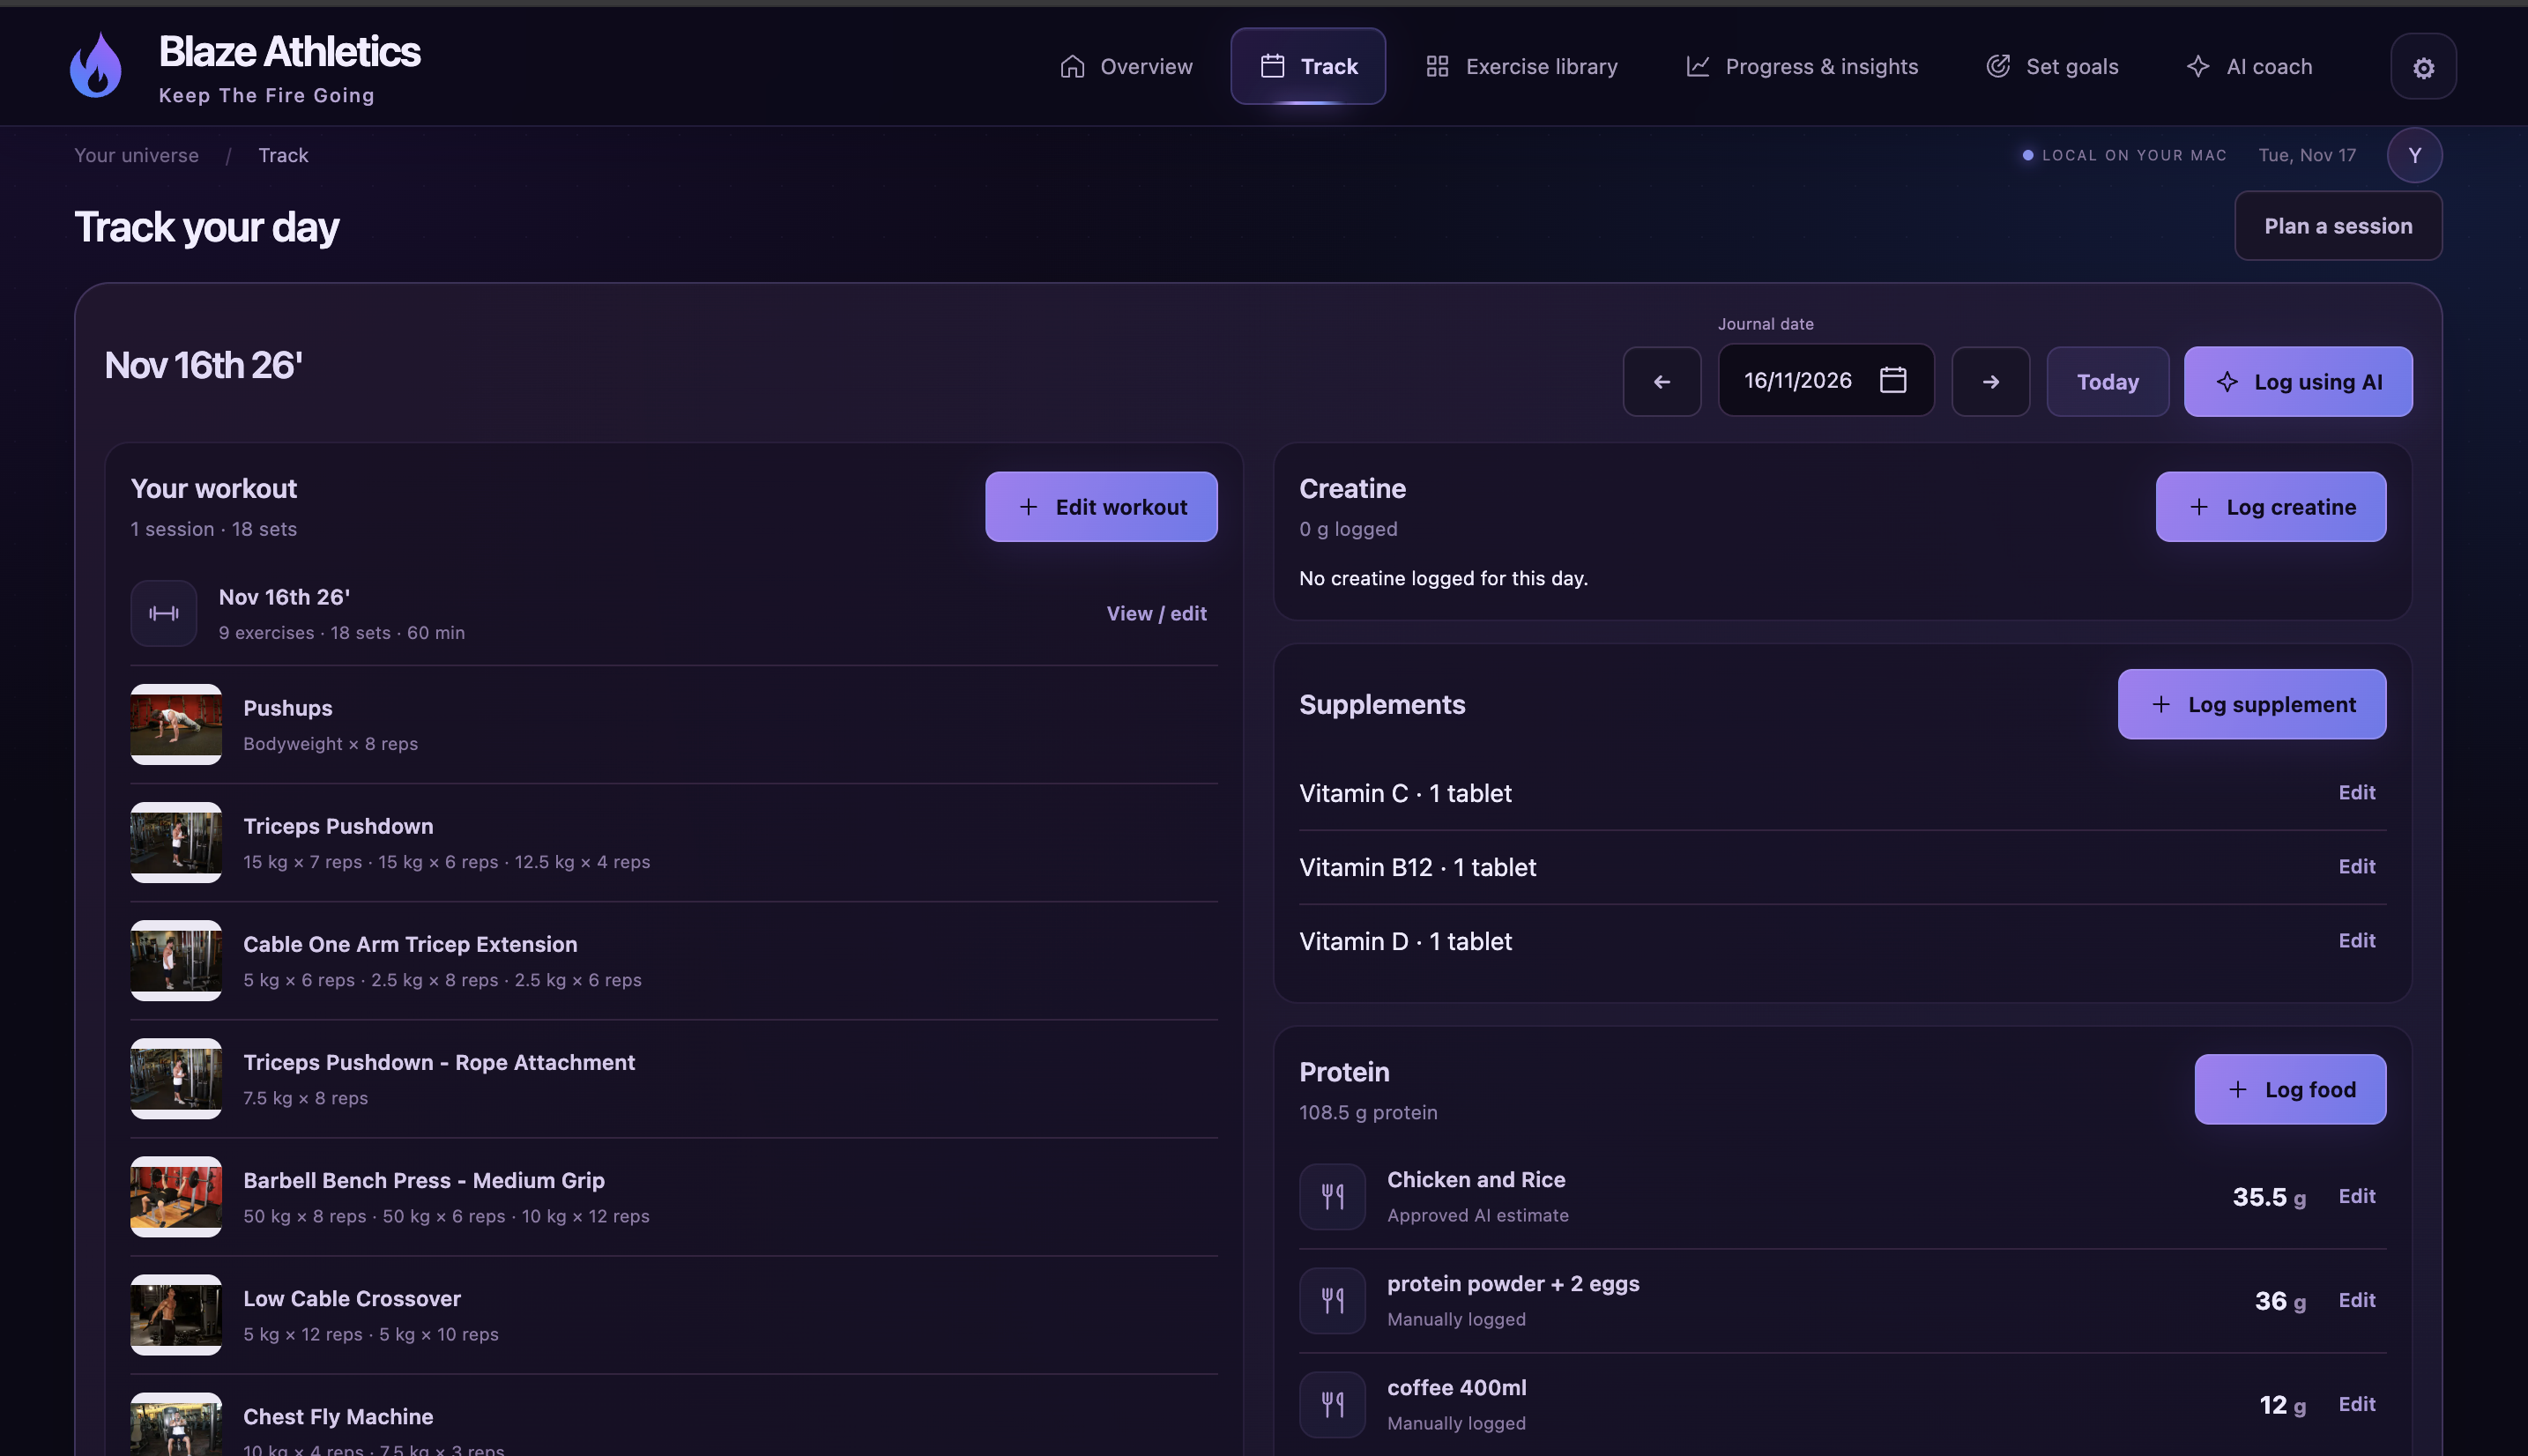 Blaze Athletics
Keep The Fire Going
Overview
Track
Exercise library
Progress & insights
Set goals
AI coach
Your universe / Track
LOCAL ON YOUR MAC
Tue, Nov 17
Y
Track your day
Plan a session
Nov 16th 26'
Journal date
16/11/2026
Today
Log using AI
Your workout
1 session · 18 sets
Edit workout
Nov 16th 26'
9 exercises · 18 sets · 60 min
View / edit
Pushups
Bodyweight × 8 reps
Triceps Pushdown
15 kg × 7 reps · 15 kg × 6 reps · 12.5 kg × 4 reps
Cable One Arm Tricep Extension
5 kg × 6 reps · 2.5 kg × 8 reps · 2.5 kg × 6 reps
Triceps Pushdown - Rope Attachment
7.5 kg × 8 reps
Barbell Bench Press - Medium Grip
50 kg × 8 reps · 50 kg × 6 reps · 10 kg × 12 reps
Low Cable Crossover
5 kg × 12 reps · 5 kg × 10 reps
Chest Fly Machine
10 kg × 4 reps · 7.5 kg × 3 reps
Creatine
0 g logged
Log creatine
No creatine logged for this day.
Supplements
Log supplement
Vitamin C · 1 tablet
Edit
Vitamin B12 · 1 tablet
Edit
Vitamin D · 1 tablet
Edit
Protein
108.5 g protein
Log food
Chicken and Rice
Approved AI estimate
35.5 g
Edit
protein powder + 2 eggs
Manually logged
36 g
Edit
coffee 400ml
Manually logged
12 g
Edit